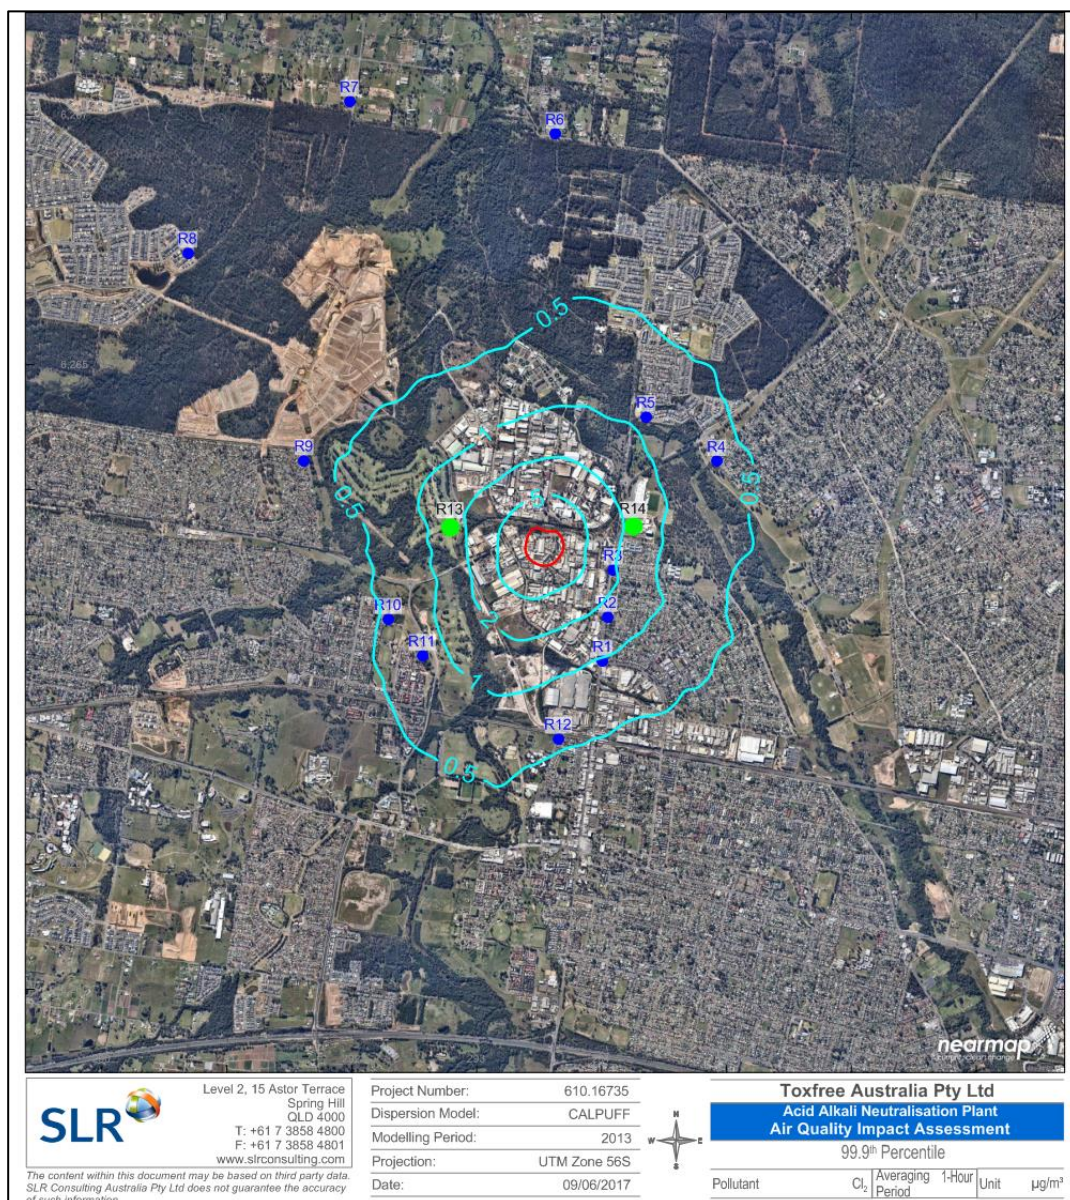 R7
R6
R8
0.5
R5
R9
R4
1
0.5
0.5
5
R13
R14
R3
R10
R2
2
R11
R1
1
R12
0.5
nearmap
SLR
Level 2, 15 Astor Terrace
Spring Hill
QLD 4000
T: +61 7 3858 4800
F: +61 7 3858 4801
www.slrconsulting.com
The content within this document may be based on third party data.
SLR Consulting Australia Pty Ltd does not guarantee the accuracy
of such information.
Project Number: 610.16735
Dispersion Model: CALPUFF
Modelling Period: 2013
Projection: UTM Zone 56S
Date: 09/06/2017
N
W E
S
Toxfree Australia Pty Ltd
Acid Alkali Neutralisation Plant
Air Quality Impact Assessment
99.9th Percentile
Pollutant Cl₂ Averaging Period 1-Hour Unit µg/m³